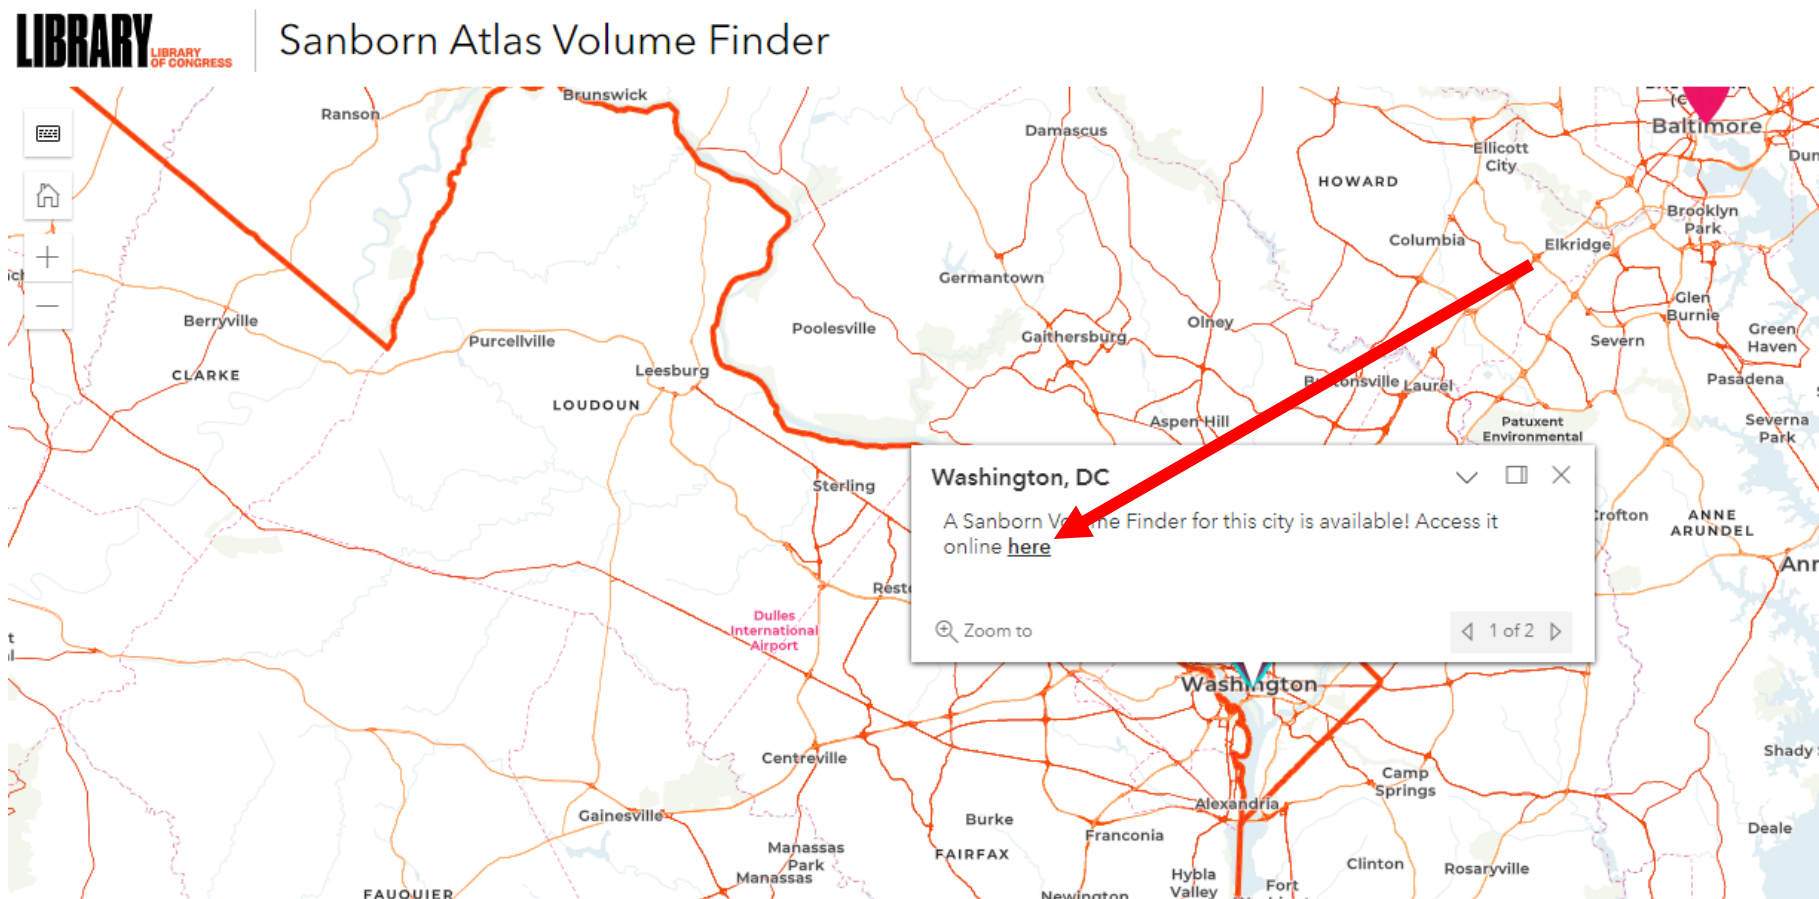 LIBRARY
LIBRARY
OF CONGRESS
Sanborn Atlas Volume Finder
Brunswick
Ranson
Damascus
Baltimore
Ellicott
City
HOWARD
Brooklyn
Park
Columbia
Elkridge
Germantown
Glen
Burnie
Berryville
Poolesville
Olney
Green
Haven
Purcellville
Gaithersburg
Severn
Leesburg
CLARKE
Laurel
Pasadena
LOUDOUN
Aspen Hill
Patuxent
Environmental
Severna
Park
Washington, DC
Sterling
A Sanborn Volume Finder for this city is available! Access it
online here
Crofton
ANNE
ARUNDEL
Dulles
International
Airport
Zoom to
1 of 2
Washington
Centreville
Shady
Camp
Springs
Alexandria
Gainesville
Burke
Franconia
Deale
Manassas
Park
FAIRFAX
Manassas
Clinton
Rosaryville
Hybla
Valley
Fort
FAUQUIER
Newington